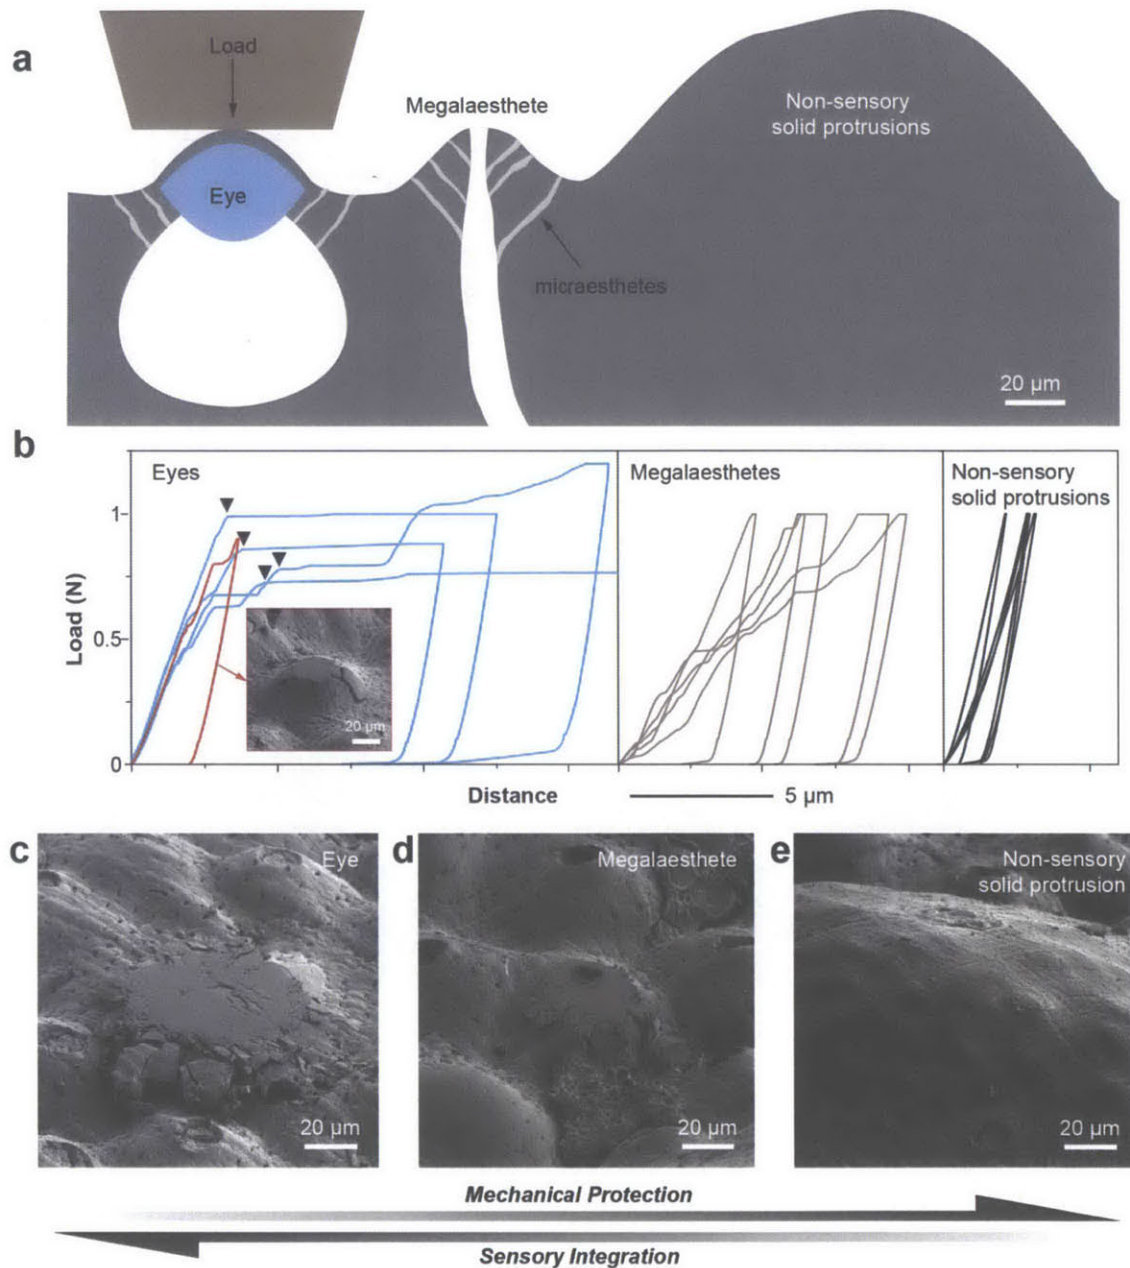 a
Load
Eye
Megalaesthete
micraesthetes
Non-sensory
solid protrusions
20 µm
b
Load (N)
1
0.5
0
Eyes
20 µm
Megalaesthetes
Non-sensory
solid protrusions
Distance
5 µm
c
Eye
20 µm
d
Megalaesthete
20 µm
e
Non-sensory
solid protrusion
20 µm
Mechanical Protection
Sensory Integration